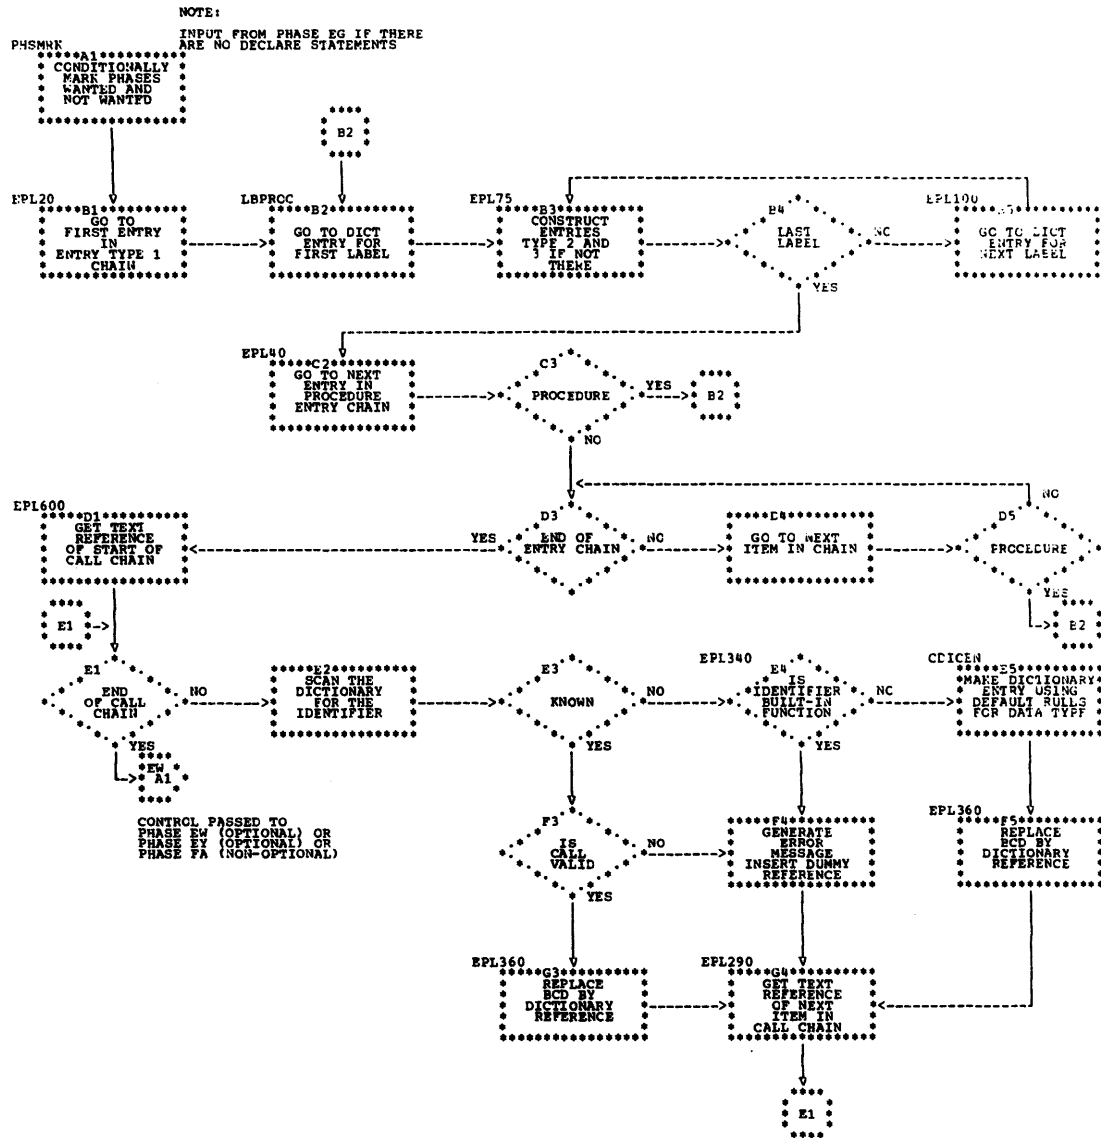 NOTE:
INPUT FROM PHASE EG IF THERE
ARE NO DECLARE STATEMENTS
PHSMRK
A1
CONDITIONALLY
MARK PHASES
WANTED AND
NOT WANTED
B2
EPL20
B1
GO TO
FIRST ENTRY
IN
ENTRY TYPE 1
CHAIN
LBPROC
B2
GO TO DICT
ENTRY FOR
FIRST LABEL
EPL75
B3
CONSTRUCT
ENTRIES
TYPE 2 AND
3 IF NOT
THERE
B4
LAST
LABEL
NO
YES
EPL100
B5
GO TO DICT
ENTRY FOR
NEXT LABEL
EPL40
C2
GO TO NEXT
ENTRY IN
PROCEDURE
ENTRY CHAIN
C3
PROCEDURE
YES
B2
NO
EPL600
D1
GET TEXT
REFERENCE
OF START OF
CALL CHAIN
YES
D3
END OF
ENTRY CHAIN
NO
D4
GO TO NEXT
ITEM IN CHAIN
NO
D5
PROCEDURE
YES
B2
E1
E1
END
OF CALL
CHAIN
NO
YES
EW
A1
CONTROL PASSED TO
PHASE EW (OPTIONAL) OR
PHASE EY (OPTIONAL) OR
PHASE FA (NON-OPTIONAL)
E2
SCAN THE
DICTIONARY
FOR THE
IDENTIFIER
E3
KNOWN
NO
YES
EPL340
E4
IS
IDENTIFIER
BUILT-IN
FUNCTION
NO
YES
CDICEN
E5
MAKE DICTIONARY
ENTRY USING
DEFAULT RULES
FOR DATA TYPE
F3
IS
CALL
VALID
NO
YES
F4
GENERATE
ERROR
MESSAGE
INSERT DUMMY
REFERENCE
EPL360
F5
REPLACE
BCD BY
DICTIONARY
REFERENCE
EPL360
G3
REPLACE
BCD BY
DICTIONARY
REFERENCE
EPL290
G4
GET TEXT
REFERENCE
OF NEXT
ITEM IN
CALL CHAIN
E1